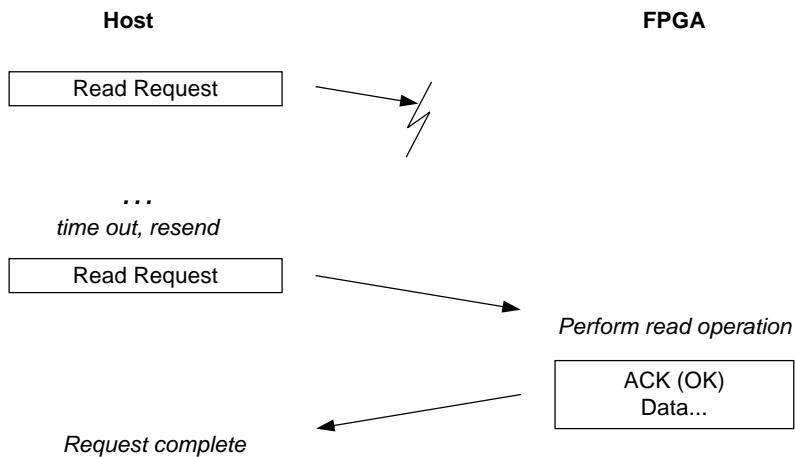 Host
FPGA
Read Request
...
time out, resend
Read Request
Perform read operation
ACK (OK)
Data...
Request complete